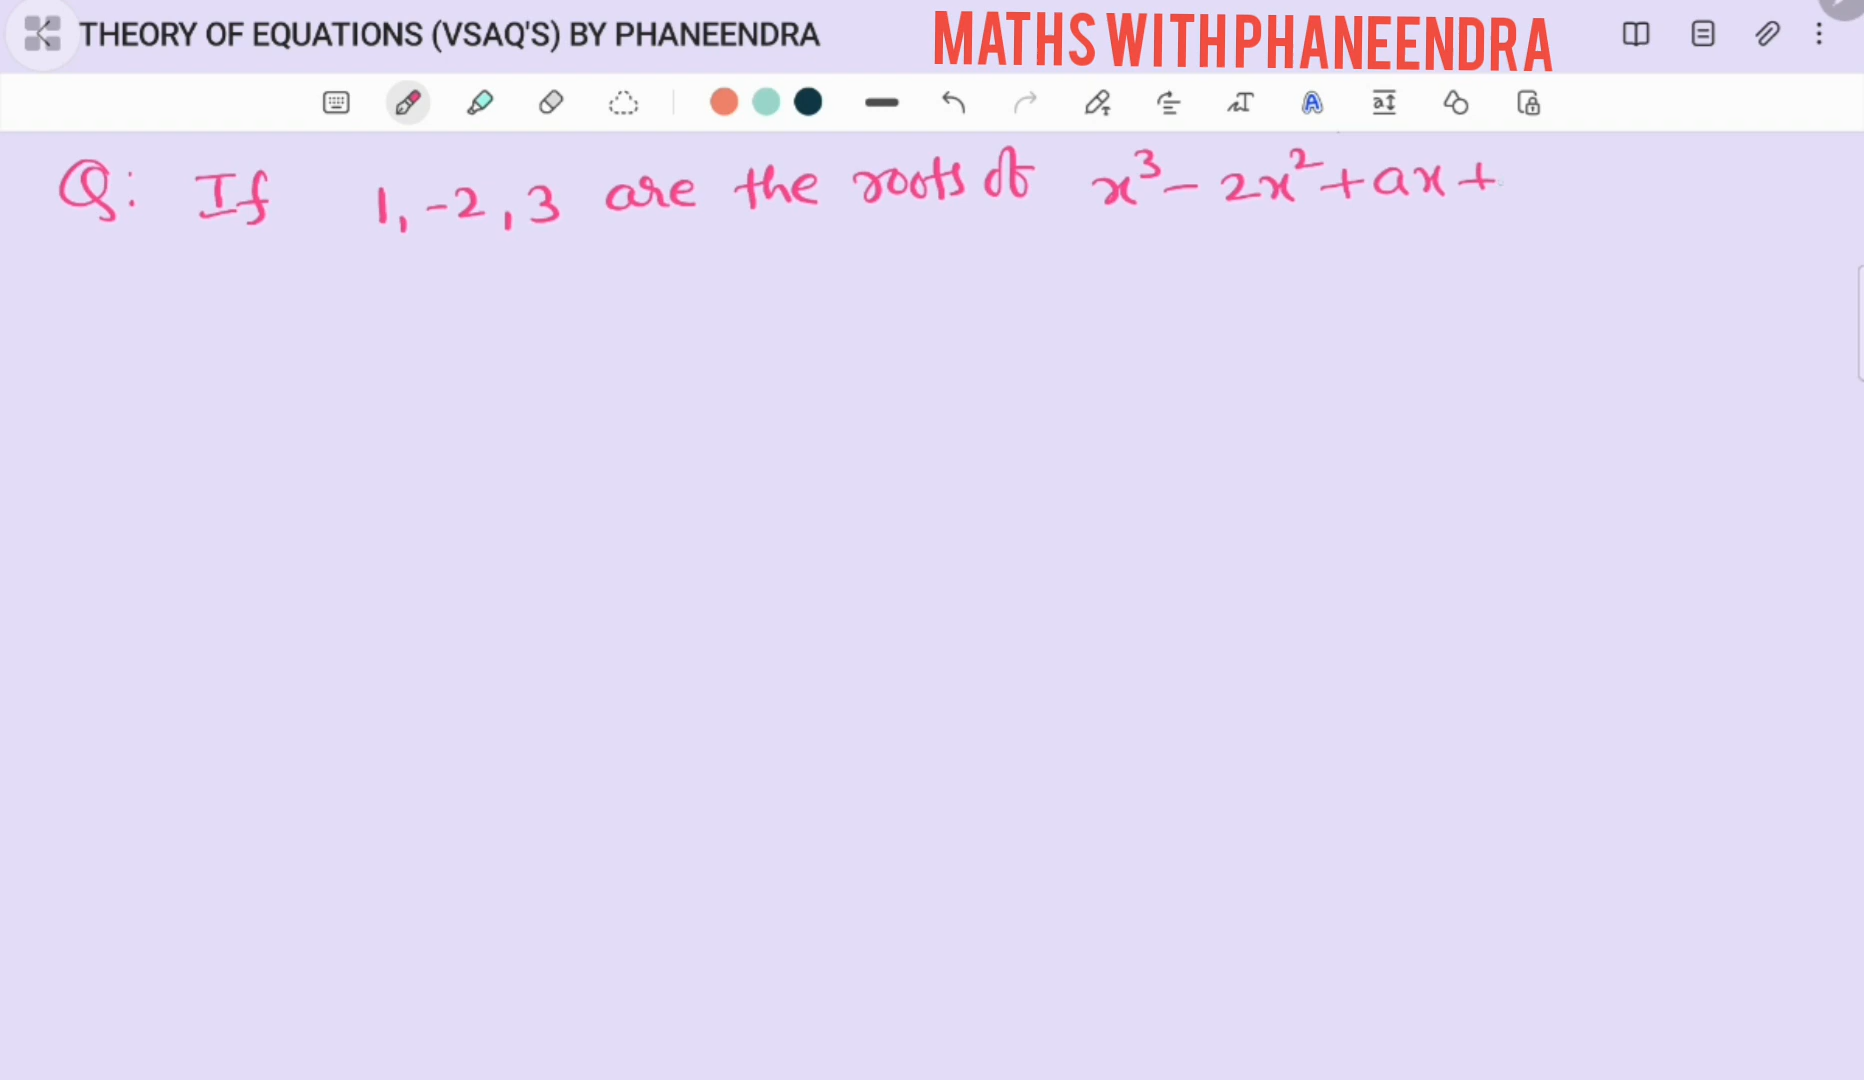 THEORY OF EQUATIONS (VSAQ'S) BY PHANEENDRA
MATHS WITH PHANEENDRA
Q: If 1, -2, 3 are the roots of x³ - 2x² + ax +